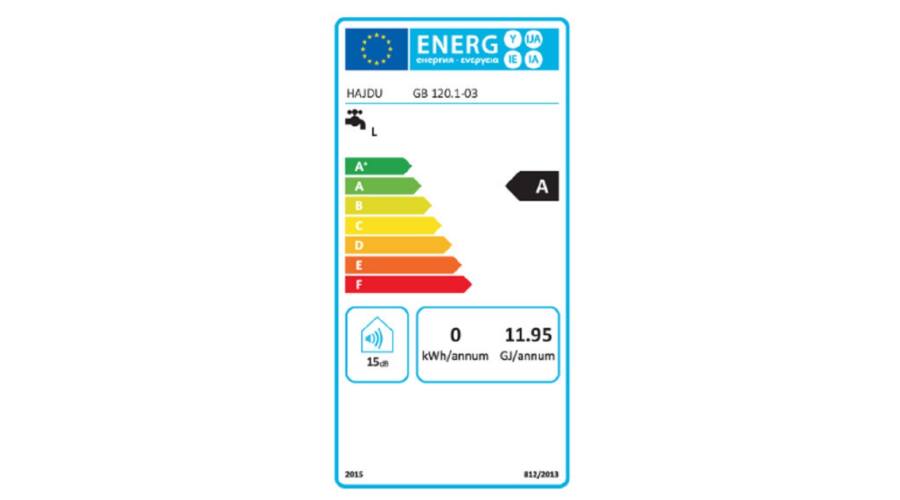 ENERG Y IJA
енергия · ενεργεια IE IA
HAJDU GB 120.1-03
L
A+
A
A
B
C
D
E
F
0 11.95
kWh/annum GJ/annum
15dB
2015 812/2013